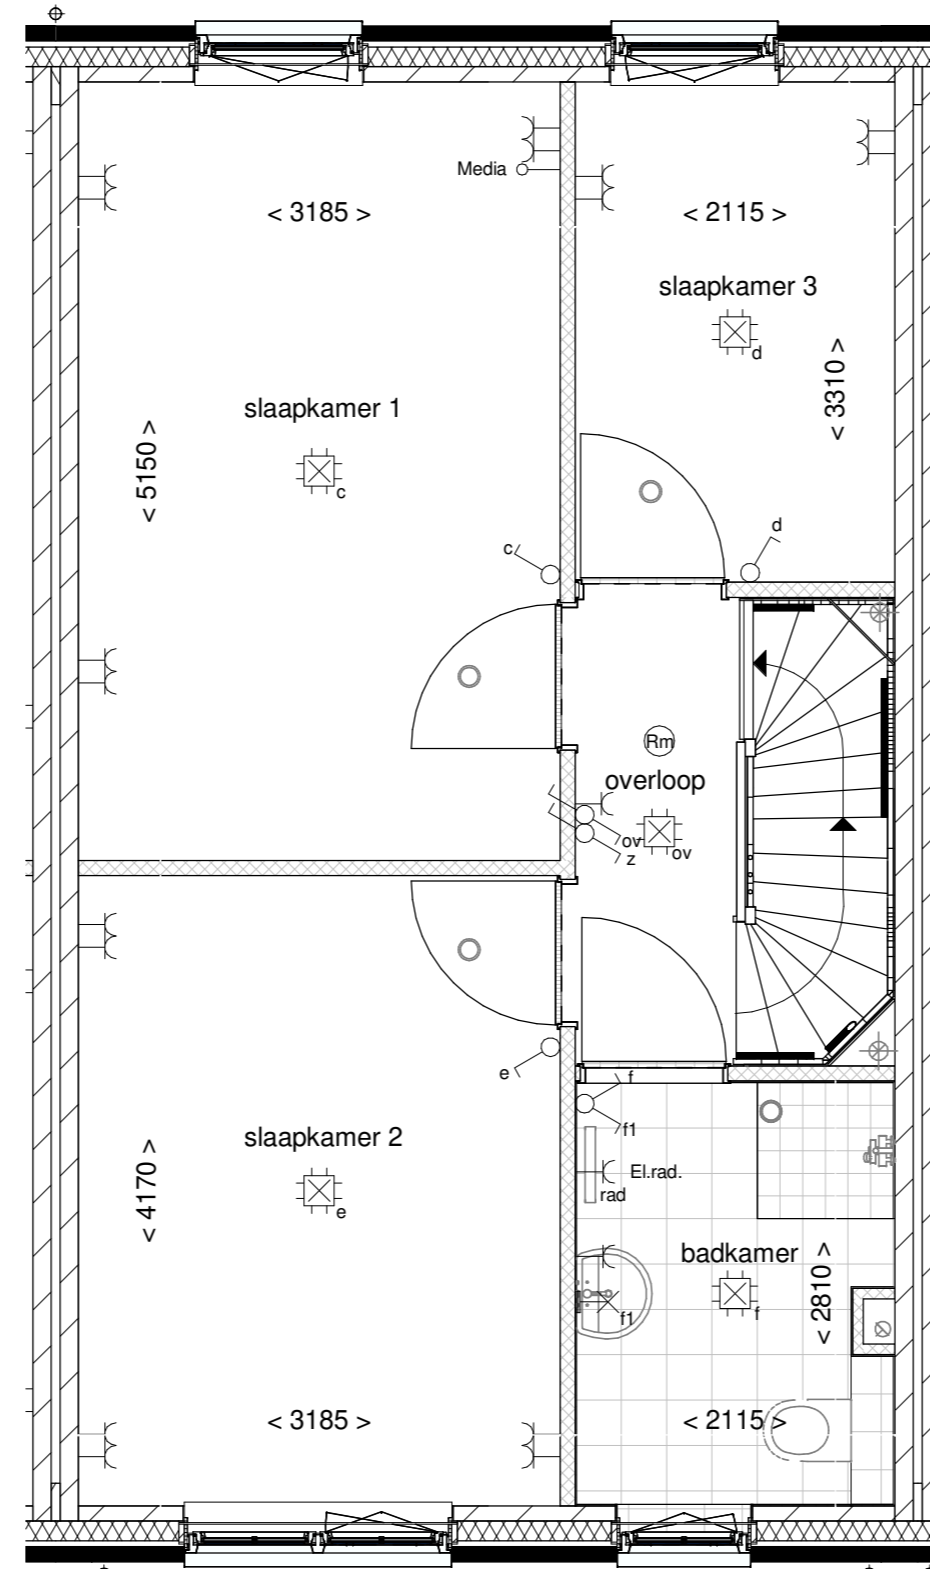 Media
< 3185 >
< 2115 >
slaapkamer 3
d
< 3310 >
slaapkamer 1
< 5150 >
c
c
d
Rm
overloop
ov
ov
z
e
f
f1
slaapkamer 2
< 4170 >
e
El.rad.
rad
badkamer
< 2810 >
f
f1
< 3185 >
< 2115 >